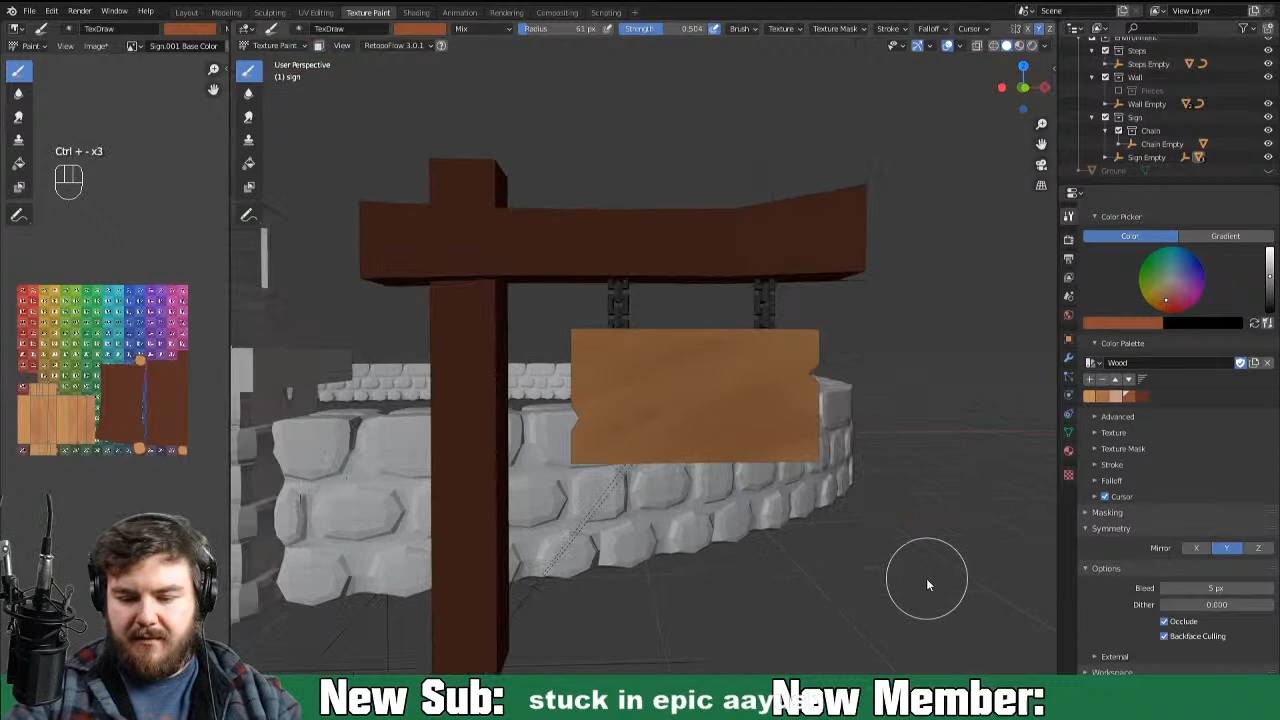 File Edit Render Window Help Layout Modeling Sculpting UV Editing Texture Paint Shading Animation Rendering Compositing Scripting Scene View Layer
TexDraw TexDraw Mix Radius 61 px Strength 0.504 Brush Texture Texture Mask Stroke Falloff Cursor
Paint View Image* Sign.001 Base Color Texture Paint View RetopoFlow 3.0.1
User Perspective
(1) sign
Ctrl + - x3
Steps
Steps Empty
Wall
Pieces
Wall Empty
Sign
Chain
Chain Empty
Sign Empty
Ground
Color Picker
Color Gradient
Color Palette
Wood
Advanced
Texture
Texture Mask
Stroke
Falloff
Cursor
Masking
Symmetry
Mirror X Y Z
Options
Bleed 5 px
Dither 0.000
Occlude
Backface Culling
External
Workspace
New Sub: stuck in epic New Member: